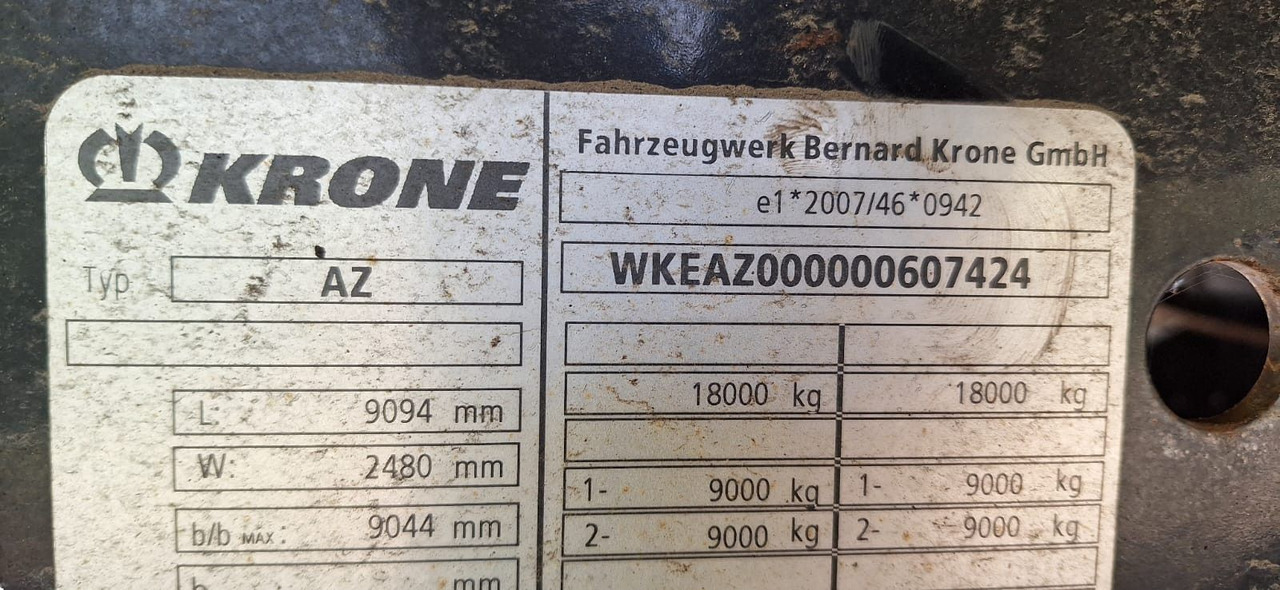 KRONE
Typ AZ
L: 9094 mm
W: 2480 mm
b/b MAX: 9044 mm
mm
Fahrzeugwerk Bernard Krone GmbH
e1*2007/46*0942
WKEAZ000000607424
18000 kg 18000 kg
1- 9000 kg 1- 9000 kg
2- 9000 kg 2- 9000 kg